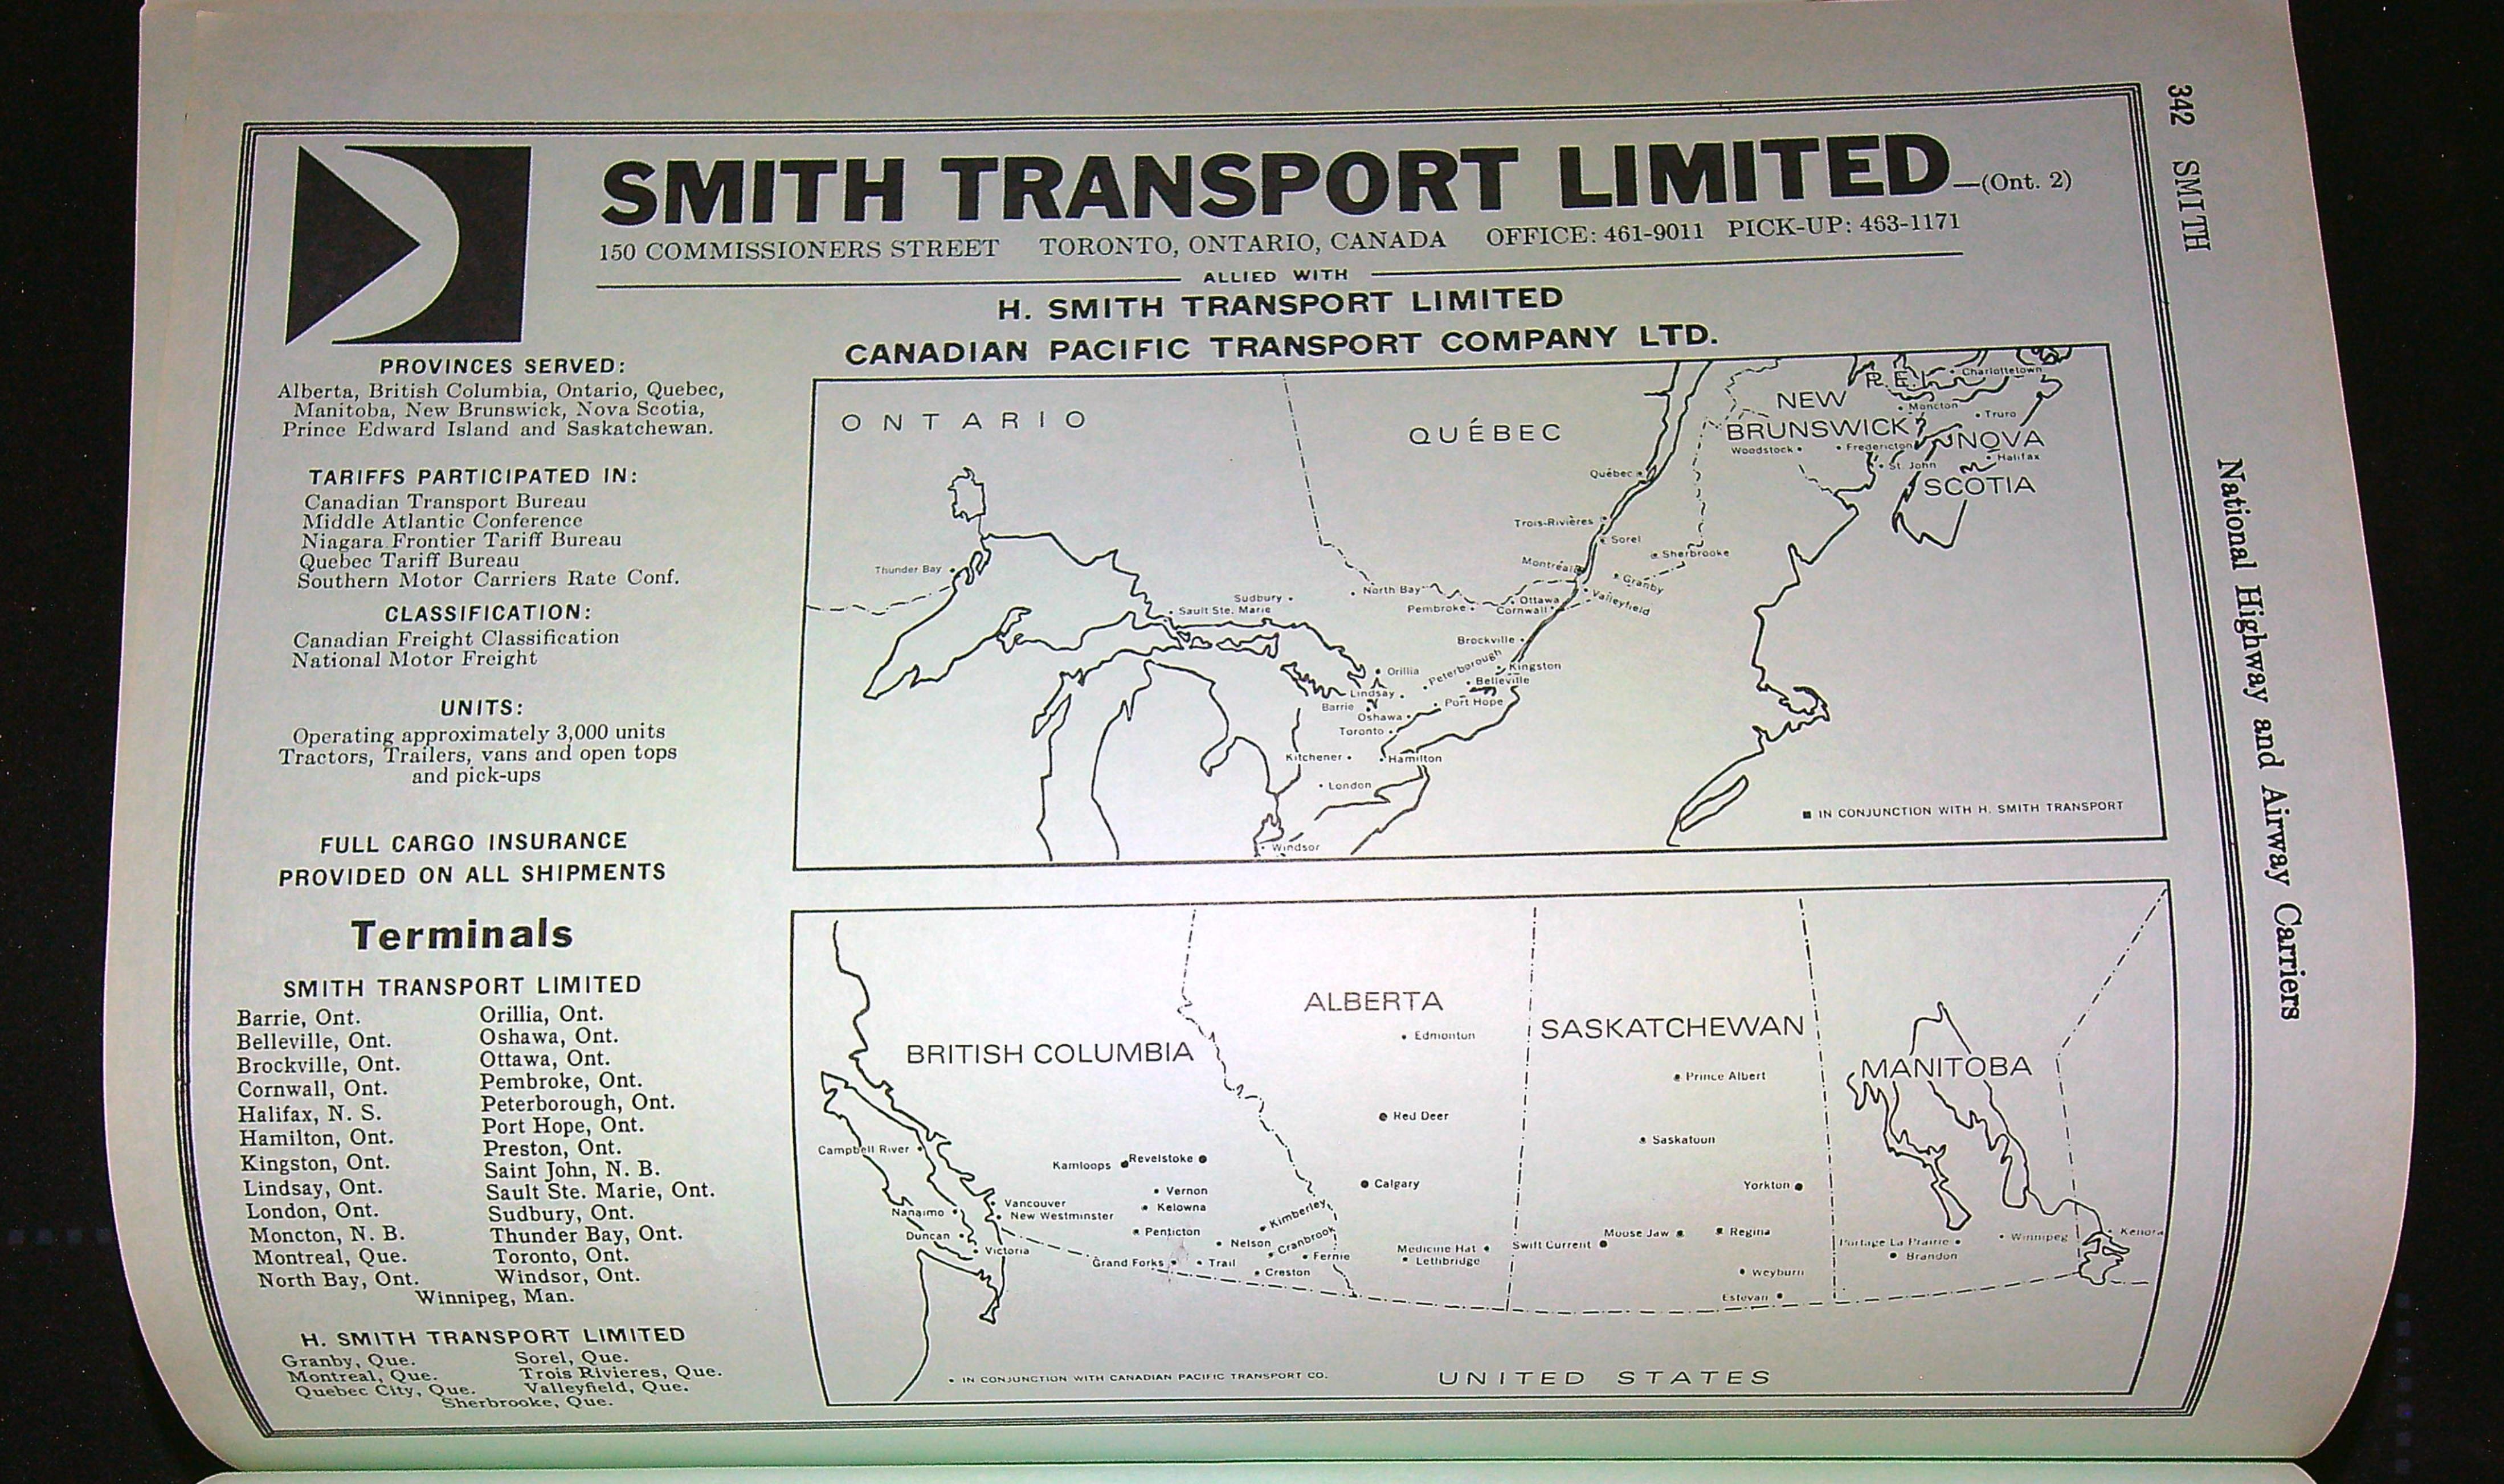 342 SMITH
National Highway and Airway Carriers
SMITH TRANSPORT LIMITED—(Ont. 2)
150 COMMISSIONERS STREET TORONTO, ONTARIO, CANADA OFFICE: 461-9011 PICK-UP: 463-1171
ALLIED WITH
H. SMITH TRANSPORT LIMITED
CANADIAN PACIFIC TRANSPORT COMPANY LTD.
PROVINCES SERVED:
Alberta, British Columbia, Ontario, Quebec,
Manitoba, New Brunswick, Nova Scotia,
Prince Edward Island and Saskatchewan.
TARIFFS PARTICIPATED IN:
Canadian Transport Bureau
Middle Atlantic Conference
Niagara Frontier Tariff Bureau
Quebec Tariff Bureau
Southern Motor Carriers Rate Conf.
CLASSIFICATION:
Canadian Freight Classification
National Motor Freight
UNITS:
Operating approximately 3,000 units
Tractors, Trailers, vans and open tops
and pick-ups
FULL CARGO INSURANCE
PROVIDED ON ALL SHIPMENTS
Terminals
SMITH TRANSPORT LIMITED
Barrie, Ont.
Belleville, Ont.
Brockville, Ont.
Cornwall, Ont.
Halifax, N. S.
Hamilton, Ont.
Kingston, Ont.
Lindsay, Ont.
London, Ont.
Moncton, N. B.
Montreal, Que.
North Bay, Ont.
Orillia, Ont.
Oshawa, Ont.
Ottawa, Ont.
Pembroke, Ont.
Peterborough, Ont.
Port Hope, Ont.
Preston, Ont.
Saint John, N. B.
Sault Ste. Marie, Ont.
Sudbury, Ont.
Thunder Bay, Ont.
Toronto, Ont.
Windsor, Ont.
Winnipeg, Man.
H. SMITH TRANSPORT LIMITED
Granby, Que.
Montreal, Que.
Quebec City, Que.
Sorel, Que.
Trois Rivieres, Que.
Valleyfield, Que.
Sherbrooke, Que.
ONTARIO
QUÉBEC
NEW
BRUNSWICK
P.E.I.
NOVA
SCOTIA
Charlottetown
Moncton
Truro
Woodstock
Fredericton
St. John
Halifax
Québec
Trois-Rivières
Sorel
Sherbrooke
Montreal
Granby
Valleyfield
Thunder Bay
Sudbury
Sault Ste. Marie
North Bay
Pembroke
Ottawa
Cornwall
Brockville
Kingston
Peterborough
Belleville
Orillia
Lindsay
Port Hope
Barrie
Oshawa
Toronto
Kitchener
Hamilton
London
Windsor
IN CONJUNCTION WITH H. SMITH TRANSPORT
BRITISH COLUMBIA
ALBERTA
SASKATCHEWAN
MANITOBA
Edmonton
Prince Albert
Red Deer
Saskatoon
Campbell River
Kamloops
Revelstoke
Calgary
Yorkton
Vernon
Kelowna
Vancouver
New Westminster
Nanaimo
Penticton
Kimberley
Duncan
Victoria
Nelson
Cranbrook
Grand Forks
Trail
Fernie
Creston
Medicine Hat
Lethbridge
Swift Current
Moose Jaw
Regina
Weyburn
Estevan
Portage La Prairie
Brandon
Winnipeg
Kenora
IN CONJUNCTION WITH CANADIAN PACIFIC TRANSPORT CO.
UNITED STATES